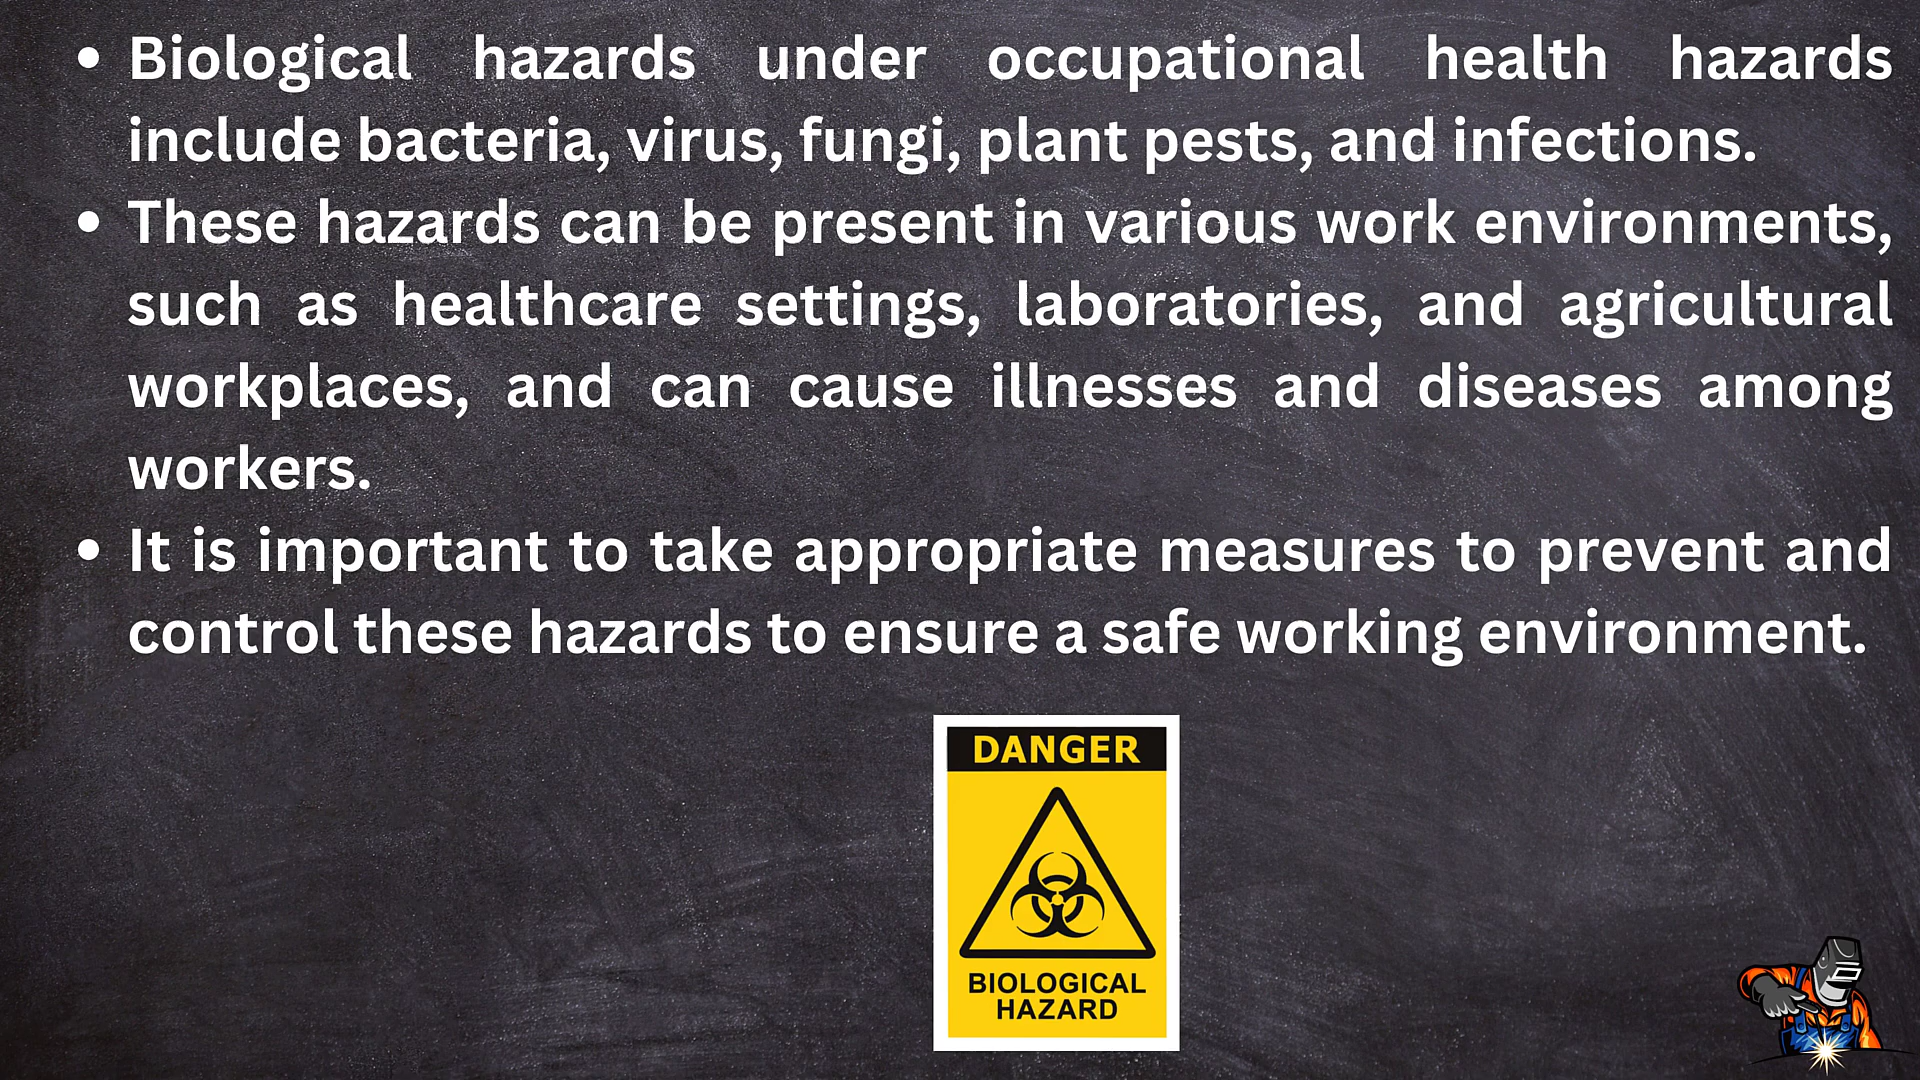 • Biological hazards under occupational health hazards
include bacteria, virus, fungi, plant pests, and infections.
• These hazards can be present in various work environments,
such as healthcare settings, laboratories, and agricultural
workplaces, and can cause illnesses and diseases among
workers.
• It is important to take appropriate measures to prevent and
control these hazards to ensure a safe working environment.
DANGER
BIOLOGICAL
HAZARD